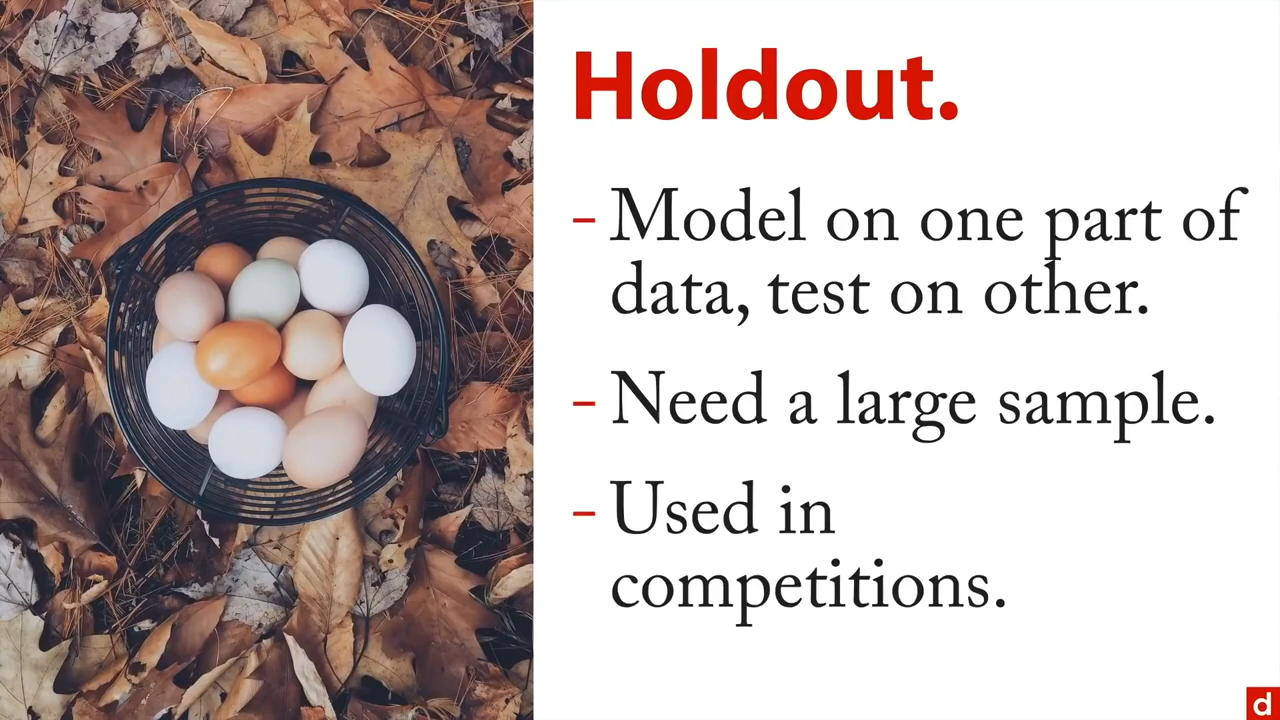 Holdout.
- Model on one part of
data, test on other.
- Need a large sample.
- Used in
competitions.
d